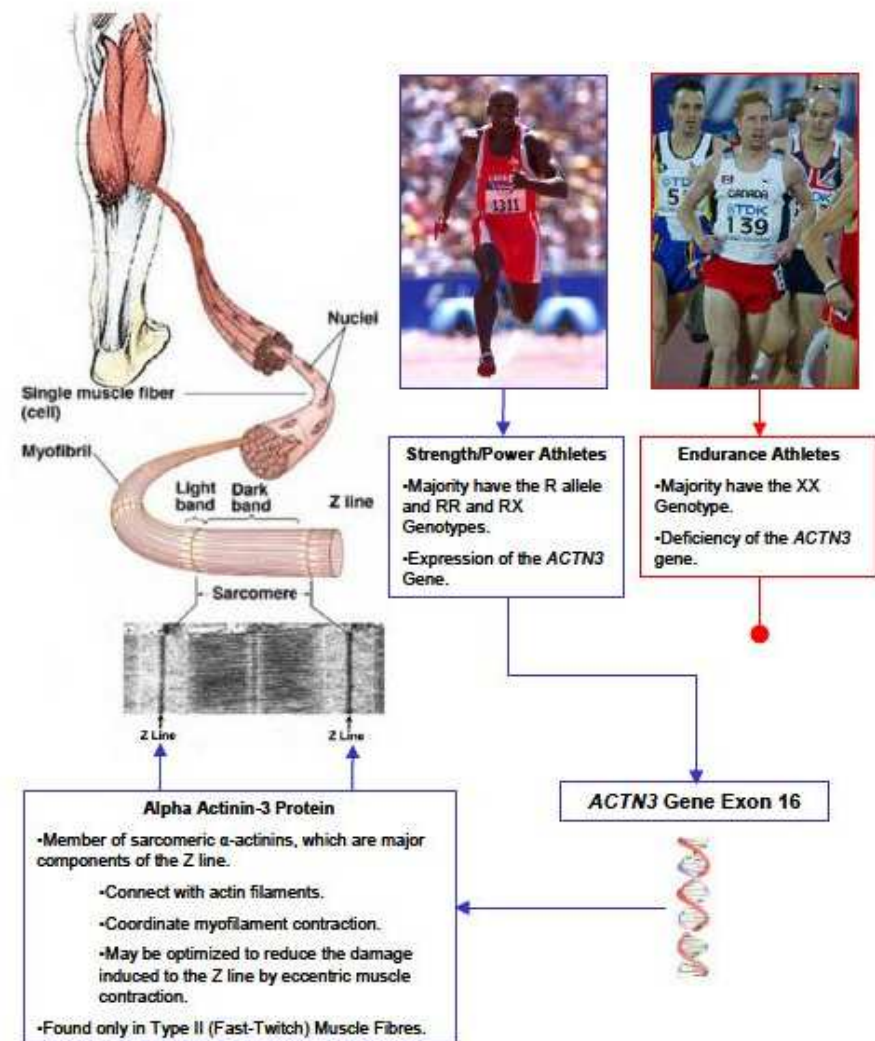 1311
5
CANADA
TDK
139
Nuclei
Single muscle fiber
(cell)
Myofibril
Light
band
Dark
band
Z line
Sarcomere
Z Line
Z Line
Strength/Power Athletes
•Majority have the R allele
and RR and RX
Genotypes.
•Expression of the ACTN3
Gene.
Endurance Athletes
•Majority have the XX
Genotype.
•Deficiency of the ACTN3
gene.
ACTN3 Gene Exon 16
Alpha Actinin-3 Protein
•Member of sarcomeric α-actinins, which are major
components of the Z line.
•Connect with actin filaments.
•Coordinate myofilament contraction.
•May be optimized to reduce the damage
induced to the Z line by eccentric muscle
contraction.
•Found only in Type II (Fast-Twitch) Muscle Fibres.